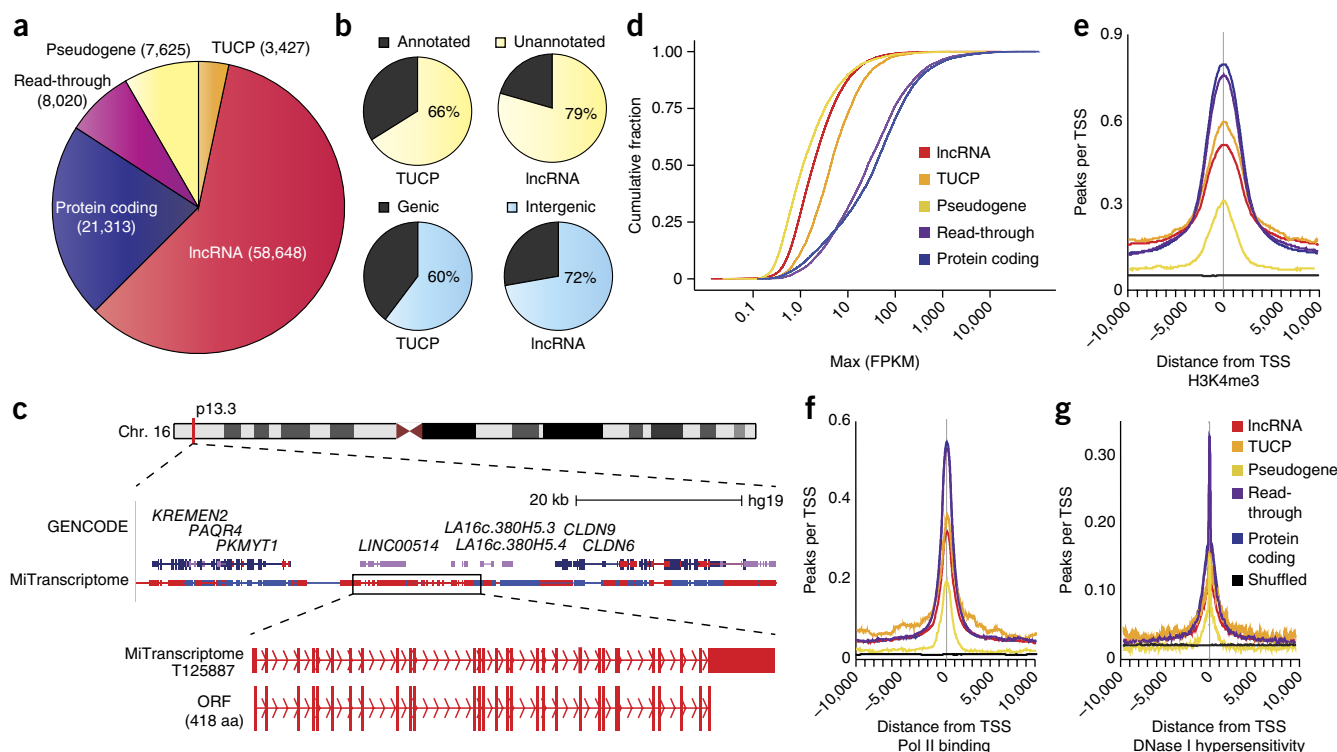 a
Pseudogene (7,625)
TUCP (3,427)
Read-through
(8,020)
Protein coding
(21,313)
lncRNA (58,648)
b
Annotated
Unannotated
66%
79%
TUCP
lncRNA
Genic
Intergenic
60%
72%
TUCP
lncRNA
c
p13.3
Chr. 16
20 kb
hg19
GENCODE
KREMEN2
PAQR4
PKMYT1
LINC00514
LA16c.380H5.3
LA16c.380H5.4
CLDN9
CLDN6
MiTranscriptome
MiTranscriptome
T125887
ORF
(418 aa)
d
Cumulative fraction
1.00
0.75
0.50
0.25
0
lncRNA
TUCP
Pseudogene
Read-through
Protein coding
0.1
1.0
10
100
1,000
10,000
Max (FPKM)
e
Peaks per TSS
0.9
0.6
0.3
0
–10,000
–5,000
0
5,000
10,000
Distance from TSS
H3K4me3
f
Peaks per TSS
0.6
0.4
0.2
0
–10,000
–5,000
0
5,000
10,000
Distance from TSS
Pol II binding
g
Peaks per TSS
0.30
0.20
0.10
0
–10,000
–5,000
0
5,000
10,000
Distance from TSS
DNase I hypersensitivity
lncRNA
TUCP
Pseudogene
Read-
through
Protein
coding
Shuffled